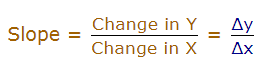 Slope = Change in Y / Change in X = Δy / Δx